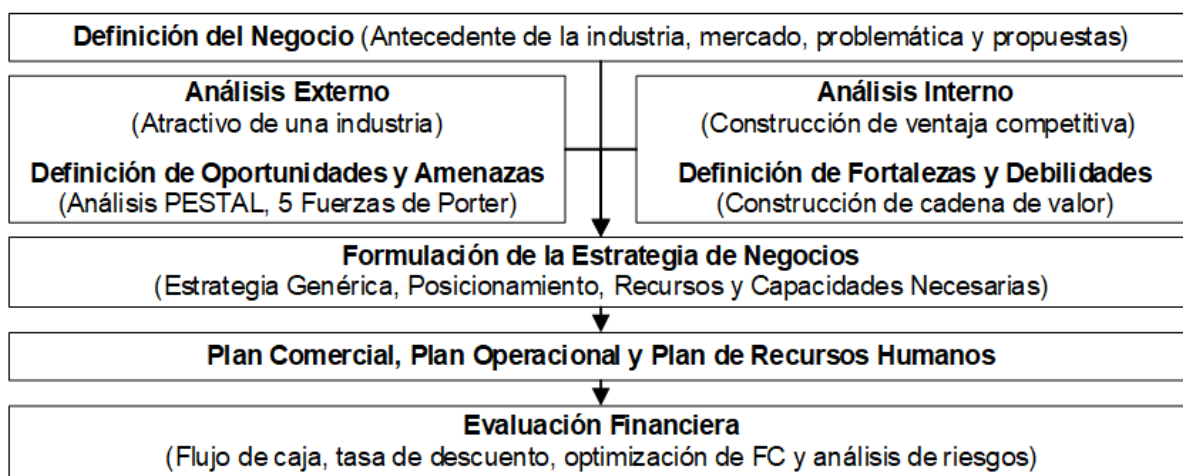 Definición del Negocio (Antecedente de la industria, mercado, problemática y propuestas)
Análisis Externo
(Atractivo de una industria)
Definición de Oportunidades y Amenazas
(Análisis PESTAL, 5 Fuerzas de Porter)
Análisis Interno
(Construcción de ventaja competitiva)
Definición de Fortalezas y Debilidades
(Construcción de cadena de valor)
Formulación de la Estrategia de Negocios
(Estrategia Genérica, Posicionamiento, Recursos y Capacidades Necesarias)
Plan Comercial, Plan Operacional y Plan de Recursos Humanos
Evaluación Financiera
(Flujo de caja, tasa de descuento, optimización de FC y análisis de riesgos)